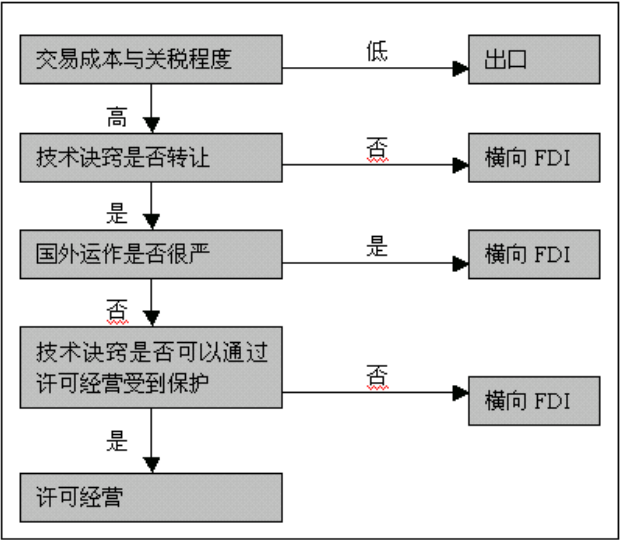 交易成本与关税程度
低
出口
高
技术诀窍是否转让
否
横向 FDI
是
国外运作是否很严
是
横向 FDI
否
技术诀窍是否可以通过
许可经营受到保护
否
横向 FDI
是
许可经营